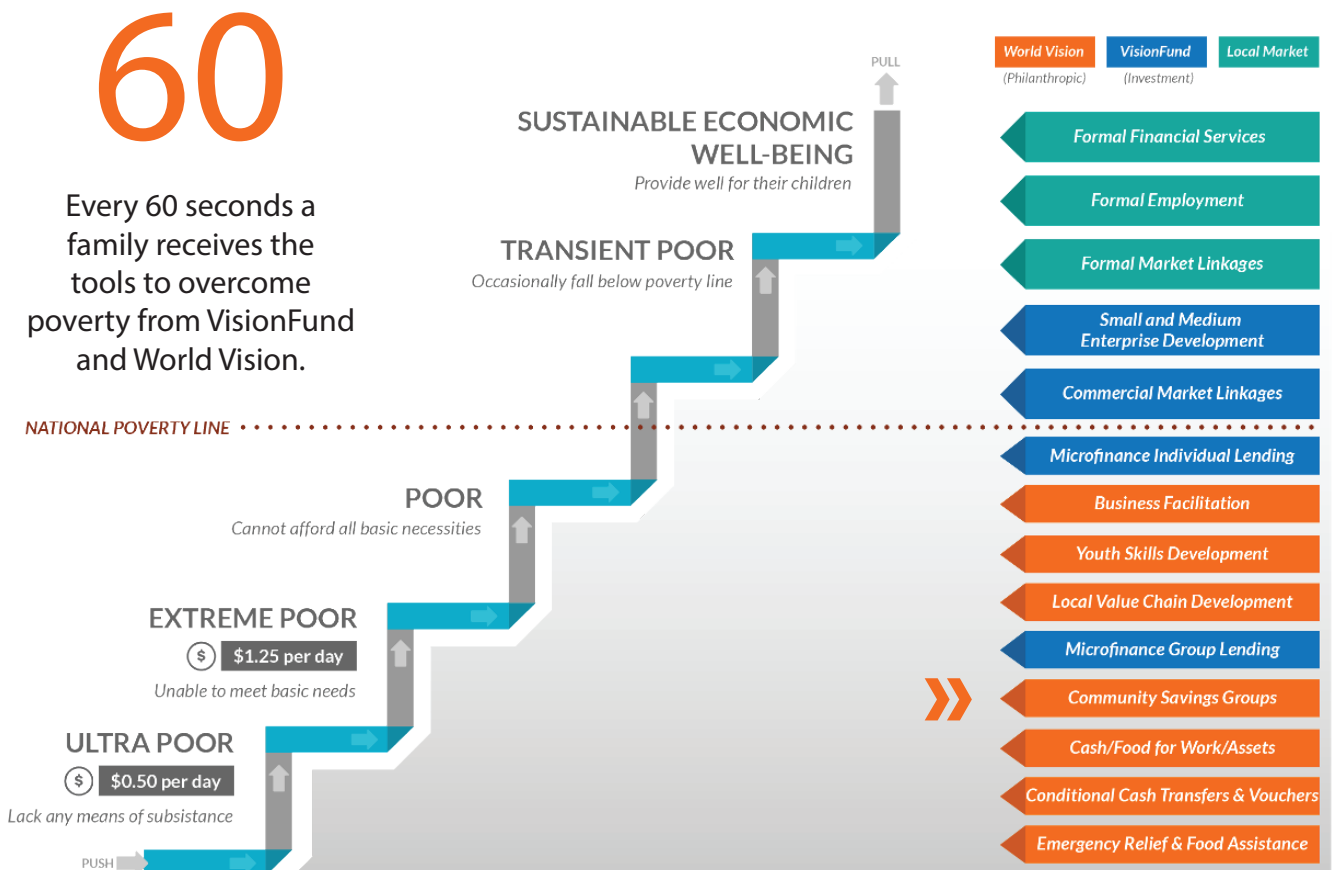 60
Every 60 seconds a
family receives the
tools to overcome
poverty from VisionFund
and World Vision.
World Vision
(Philanthropic)
VisionFund
(Investment)
Local Market
PULL
SUSTAINABLE ECONOMIC
WELL-BEING
Provide well for their children
TRANSIENT POOR
Occasionally fall below poverty line
NATIONAL POVERTY LINE
POOR
Cannot afford all basic necessities
EXTREME POOR
$
$1.25 per day
Unable to meet basic needs
ULTRA POOR
$
$0.50 per day
Lack any means of subsistance
PUSH
Formal Financial Services
Formal Employment
Formal Market Linkages
Small and Medium
Enterprise Development
Commercial Market Linkages
Microfinance Individual Lending
Business Facilitation
Youth Skills Development
Local Value Chain Development
Microfinance Group Lending
Community Savings Groups
Cash/Food for Work/Assets
Conditional Cash Transfers & Vouchers
Emergency Relief & Food Assistance